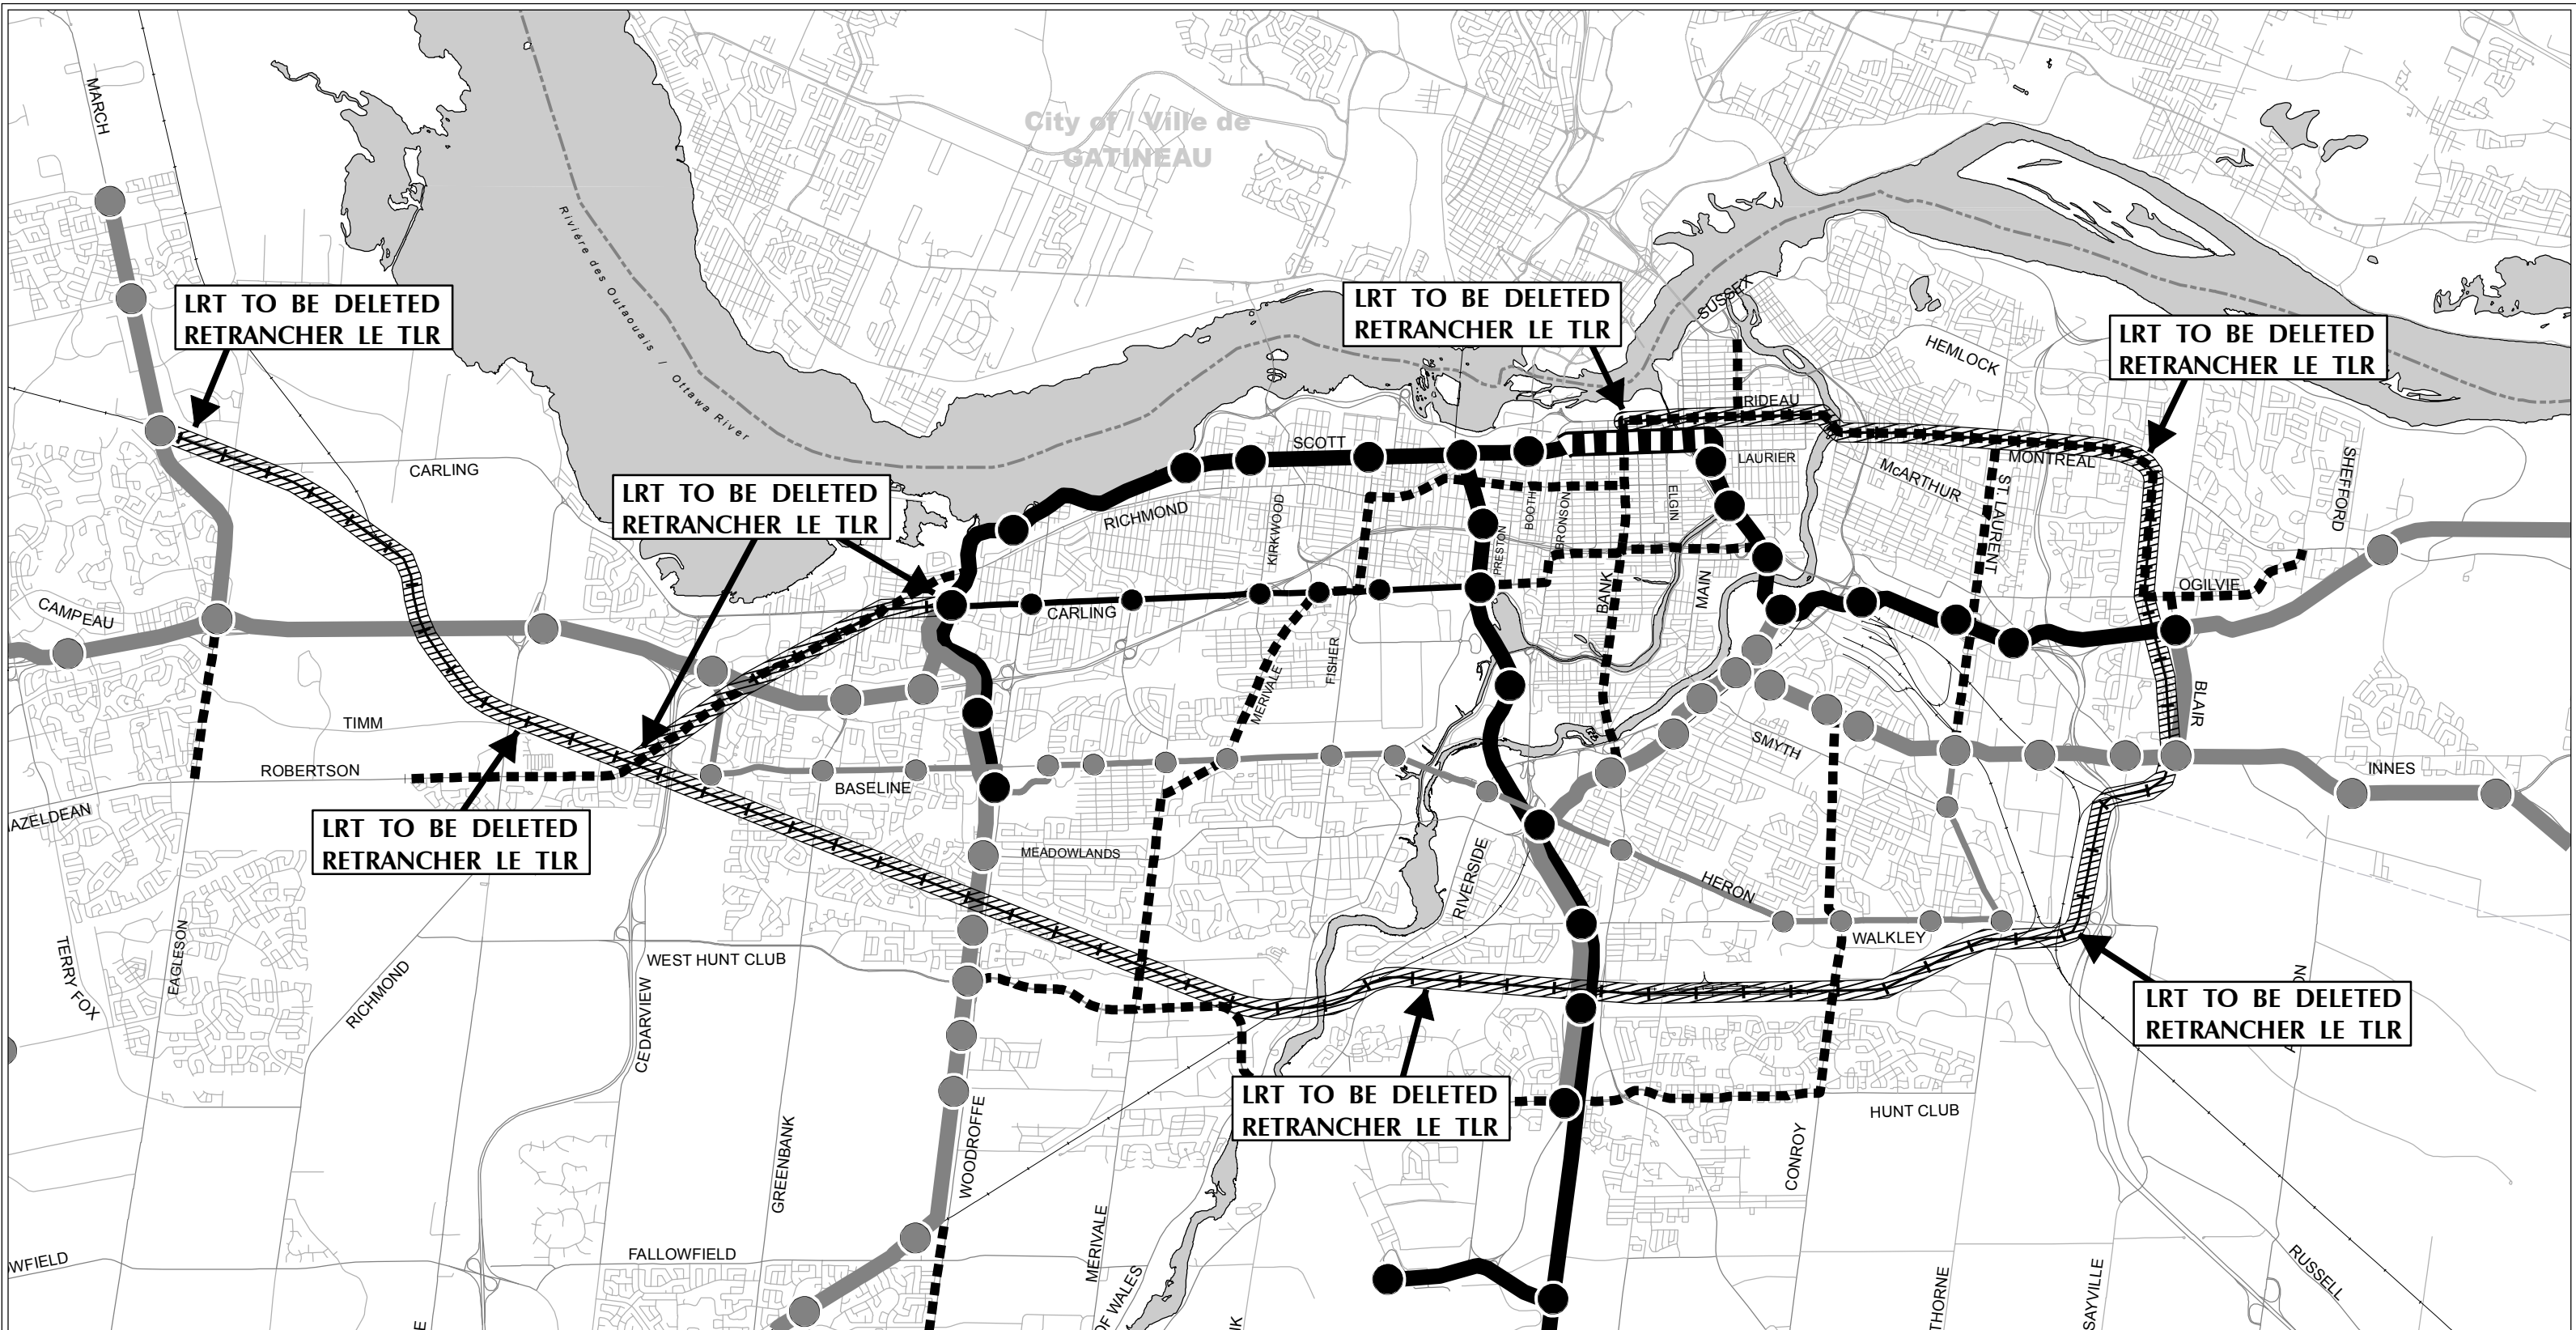 MARCH
City of / Ville de
GATINEAU
Rivière des Outaouais / Ottawa River
LRT TO BE DELETED
RETRANCHER LE TLR
LRT TO BE DELETED
RETRANCHER LE TLR
LRT TO BE DELETED
RETRANCHER LE TLR
SUSSEX
HEMLOCK
RIDEAU
SCOTT
LAURIER
MONTREAL
SHEFFORD
CARLING
McARTHUR
ST. LAURENT
LRT TO BE DELETED
RETRANCHER LE TLR
RICHMOND
KIRKWOOD
BOOTH
BRONSON
ELGIN
PRESTON
CAMPEAU
CARLING
BANK
MAIN
OGILVIE
FISHER
MERIVALE
BLAIR
TIMM
SMYTH
ROBERTSON
BASELINE
INNES
AZELDEAN
LRT TO BE DELETED
RETRANCHER LE TLR
MEADOWLANDS
RIVERSIDE
HERON
WALKLEY
TERRY FOX
EAGLESON
RICHMOND
WEST HUNT CLUB
CEDARVIEW
LRT TO BE DELETED
RETRANCHER LE TLR
ON
LRT TO BE DELETED
RETRANCHER LE TLR
HUNT CLUB
GREENBANK
WOODROFFE
CONROY
WFIELD
FALLOWFIELD
MERIVALE
OF WALES
THORNE
SAYVILLE
RUSSELL
E
K